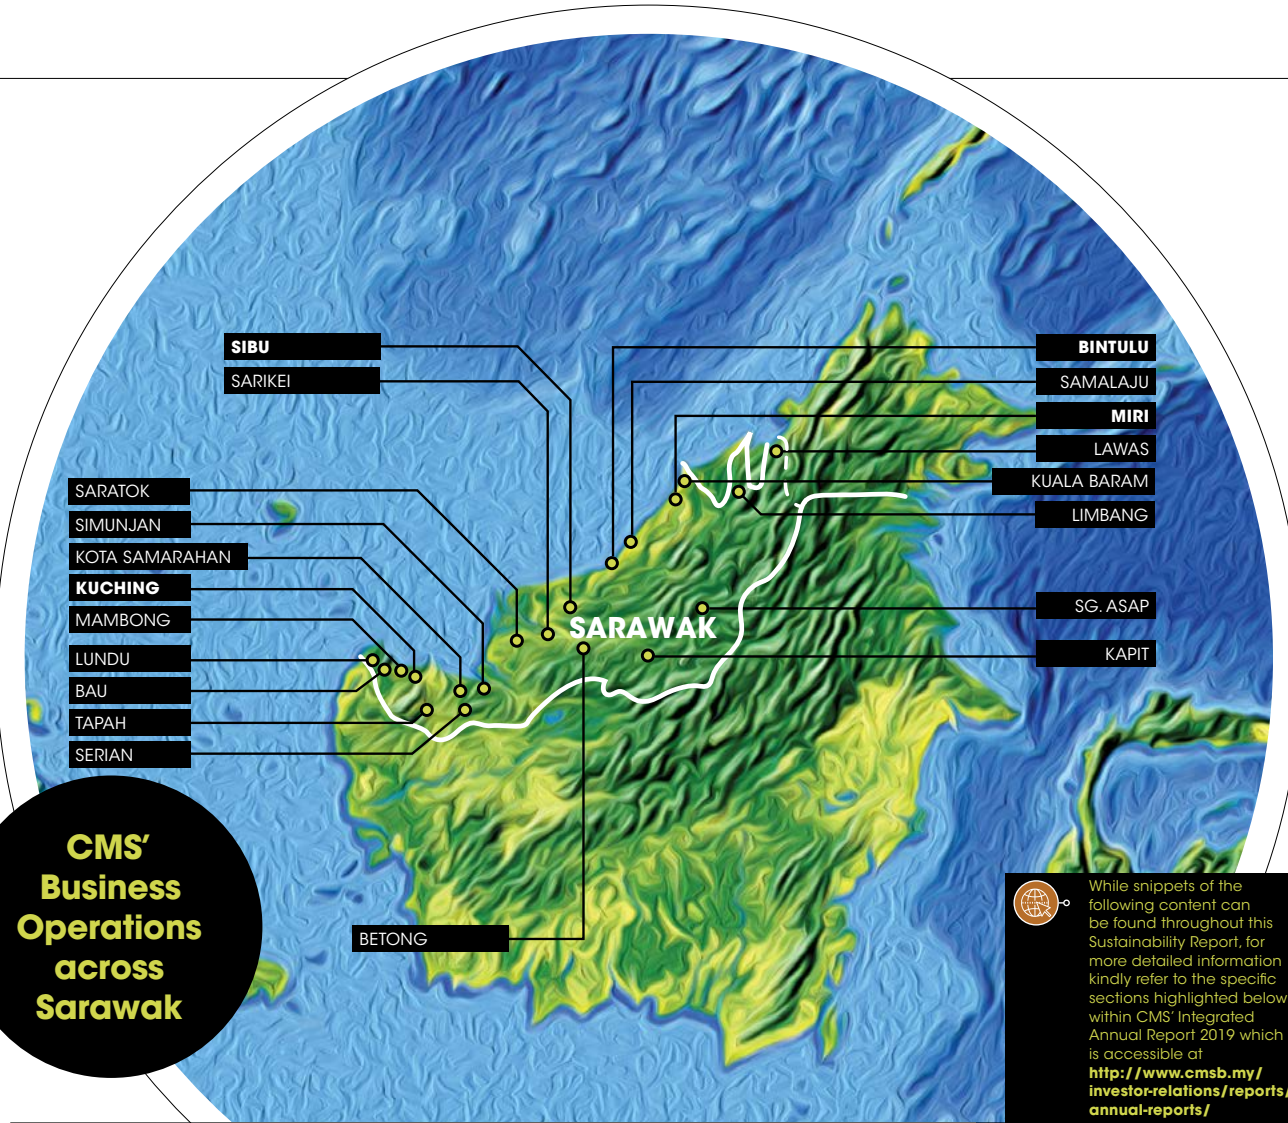 SIBU
SARIKEI
SARATOK
SIMUNJAN
KOTA SAMARAHAN
KUCHING
MAMBONG
LUNDU
BAU
TAPAH
SERIAN
BETONG
BINTULU
SAMALAJU
MIRI
LAWAS
KUALA BARAM
LIMBANG
SG. ASAP
KAPIT
SARAWAK
CMS'
Business
Operations
across
Sarawak
While snippets of the
following content can
be found throughout this
Sustainability Report, for
more detailed information
kindly refer to the specific
sections highlighted below
within CMS' Integrated
Annual Report 2019 which
is accessible at
http://www.cmsb.my/
investor-relations/reports/
annual-reports/